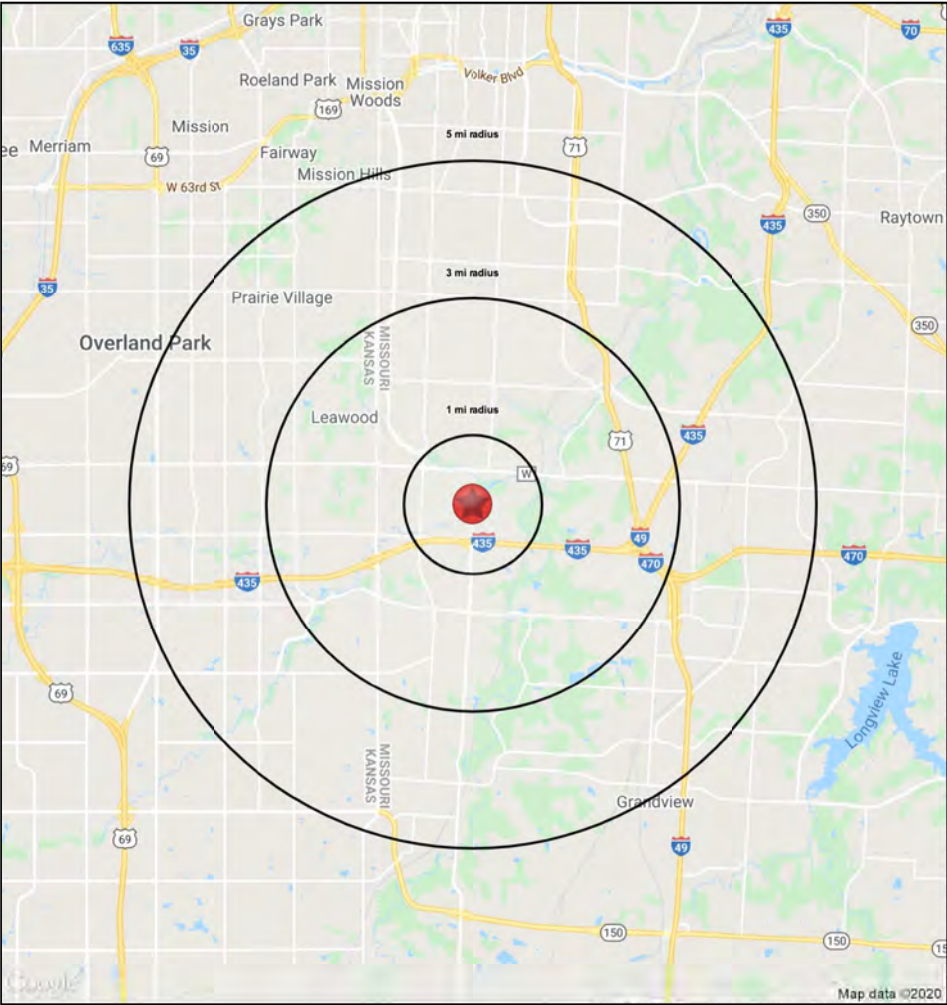 Grays Park
635
35
435
70
Roeland Park
Mission
Woods
Volker Blvd
169
5 mi radius
Mission
69
71
ee
Merriam
Fairway
Mission Hills
W 63rd St
350
Raytown
435
35
3 mi radius
Prairie Village
350
Overland Park
MISSOURI
KANSAS
1 mi radius
Leawood
71
435
69
W
49
435
435
470
470
435
69
Longview Lake
MISSOURI
KANSAS
Grandview
69
49
150
150
15
Google
Map data ©2020